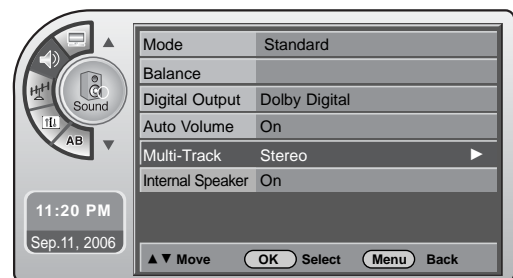 Sound
AB
11:20 PM
Sep.11, 2006
Mode Standard
Balance
Digital Output Dolby Digital
Auto Volume On
Multi-Track Stereo ▶
Internal Speaker On
▲▼ Move OK Select Menu Back